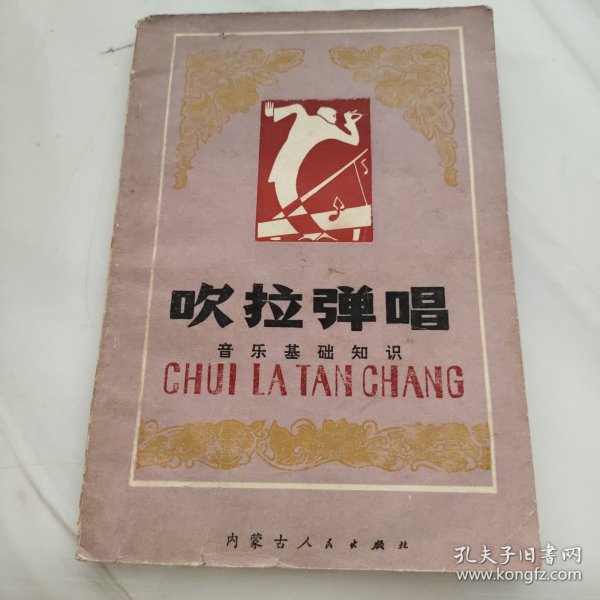 吹拉弹唱
音乐基础知识
CHUI LA TAN CHANG
内蒙古人民出版社
孔夫子旧书网
www.kongfz.com